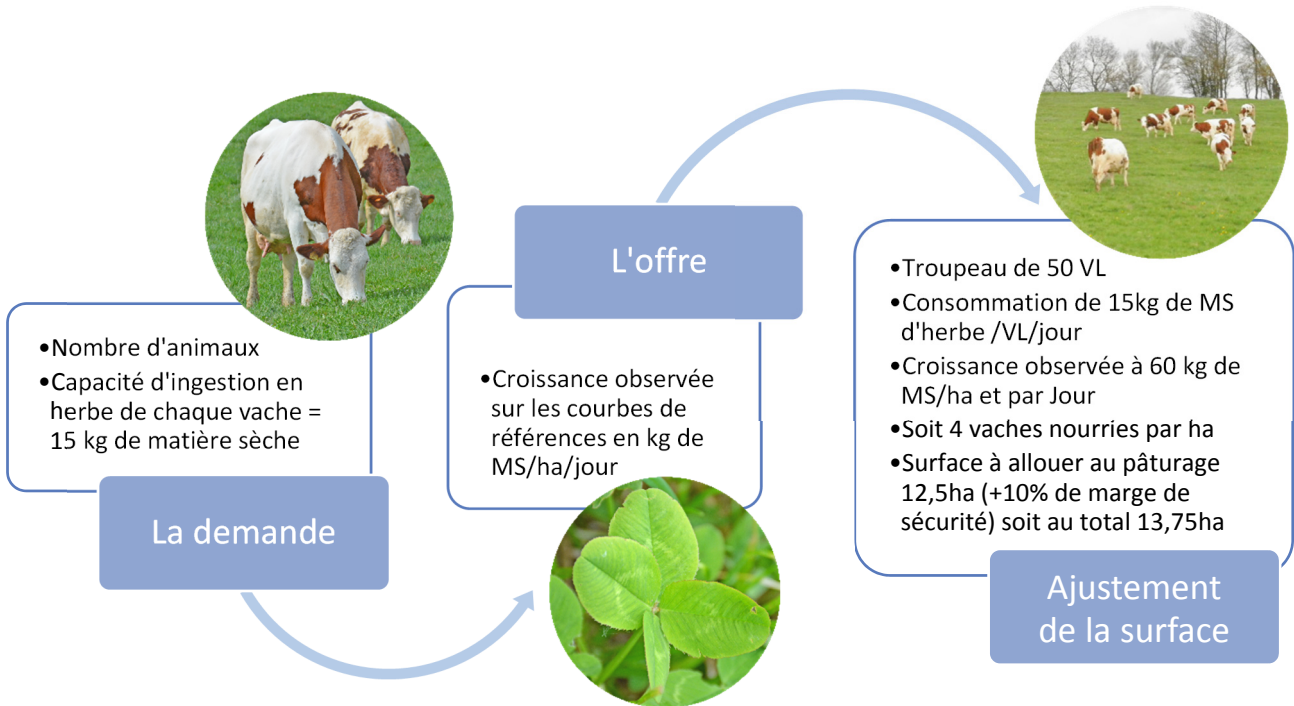 •Nombre d'animaux
•Capacité d'ingestion en
herbe de chaque vache =
15 kg de matière sèche
La demande
L'offre
•Croissance observée
sur les courbes de
références en kg de
MS/ha/jour
•Troupeau de 50 VL
•Consommation de 15kg de MS
d'herbe /VL/jour
•Croissance observée à 60 kg de
MS/ha et par Jour
•Soit 4 vaches nourries par ha
•Surface à allouer au pâturage
12,5ha (+10% de marge de
sécurité) soit au total 13,75ha
Ajustement
de la surface